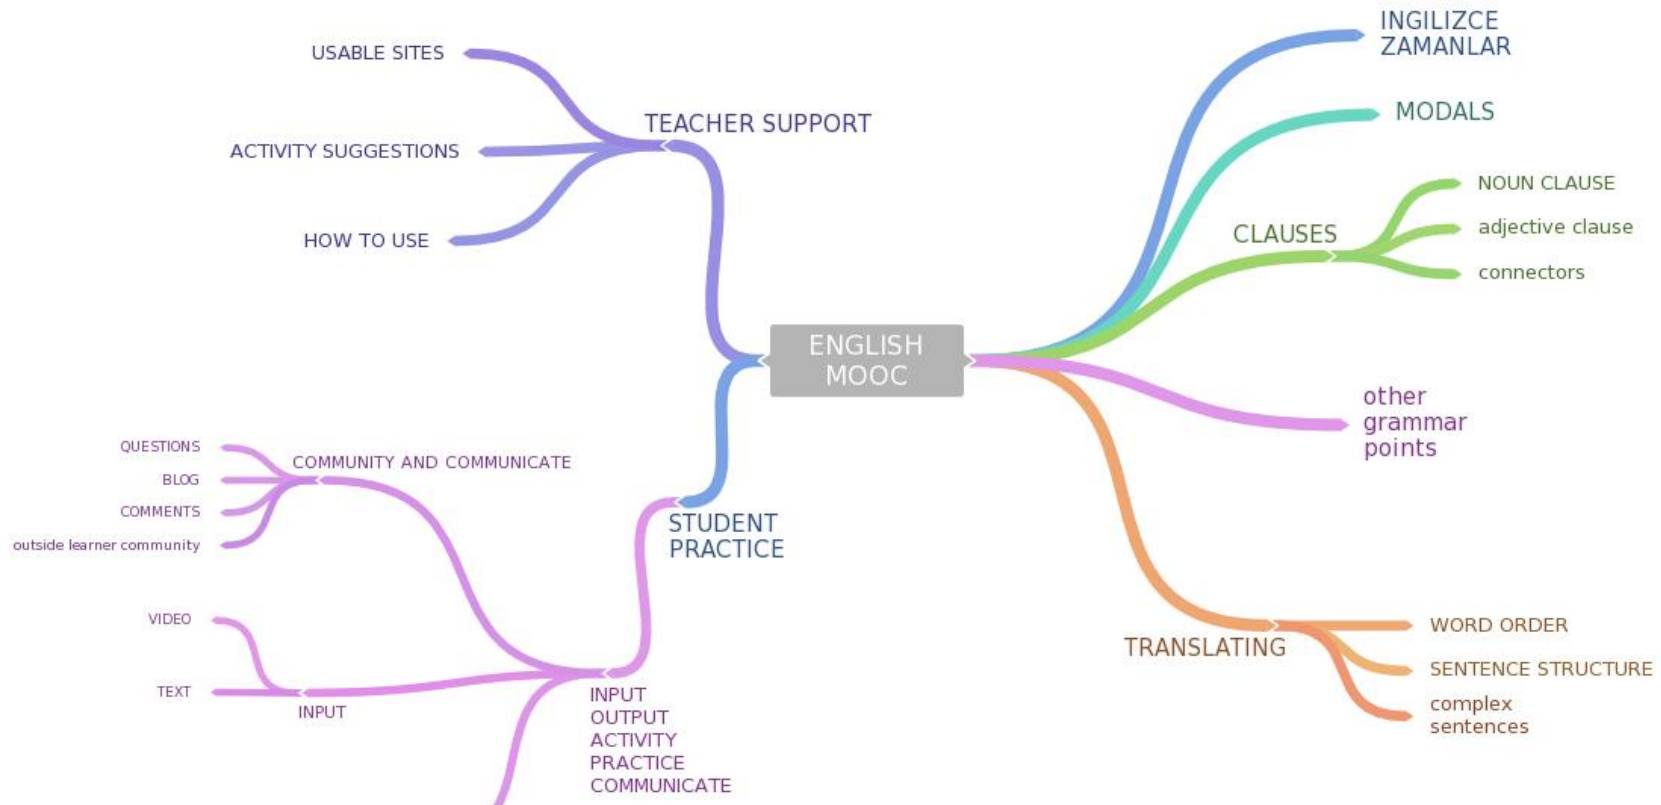 USABLE SITES
ACTIVITY SUGGESTIONS
HOW TO USE
TEACHER SUPPORT
ENGLISH
MOOC
STUDENT
PRACTICE
COMMUNITY AND COMMUNICATE
QUESTIONS
BLOG
COMMENTS
outside learner community
VIDEO
TEXT
INPUT
INPUT
OUTPUT
ACTIVITY
PRACTICE
COMMUNICATE
INGILIZCE
ZAMANLAR
MODALS
CLAUSES
NOUN CLAUSE
adjective clause
connectors
other
grammar
points
TRANSLATING
WORD ORDER
SENTENCE STRUCTURE
complex
sentences